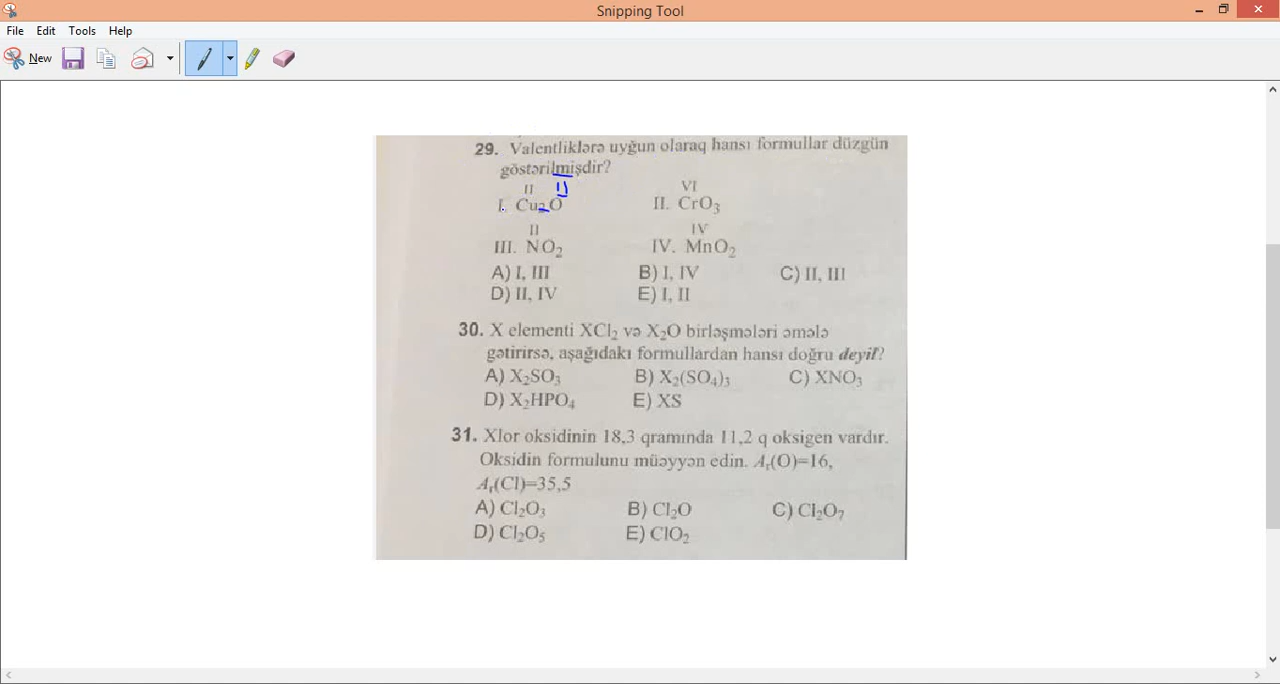 Snipping Tool
File Edit Tools Help
New
29. Valentliklərə uyğun olaraq hansı formullar düzgün
göstərilmişdir?
II II VI
I. Cu₂O II. CrO₃
II IV
III. NO₂ IV. MnO₂
A) I, III B) I, IV C) II, III
D) II, IV E) I, II
30. X elementi XCl₂ və X₂O birləşmələri əmələ
gətirirsə, aşağıdakı formullardan hansı doğru deyil?
A) X₂SO₃ B) X₂(SO₄)₃ C) XNO₃
D) X₂HPO₄ E) XS
31. Xlor oksidinin 18,3 qramında 11,2 q oksigen vardır.
Oksidin formulunu müəyyən edin. Aᵣ(O)=16,
Aᵣ(Cl)=35,5
A) Cl₂O₃ B) Cl₂O C) Cl₂O₇
D) Cl₂O₅ E) ClO₂